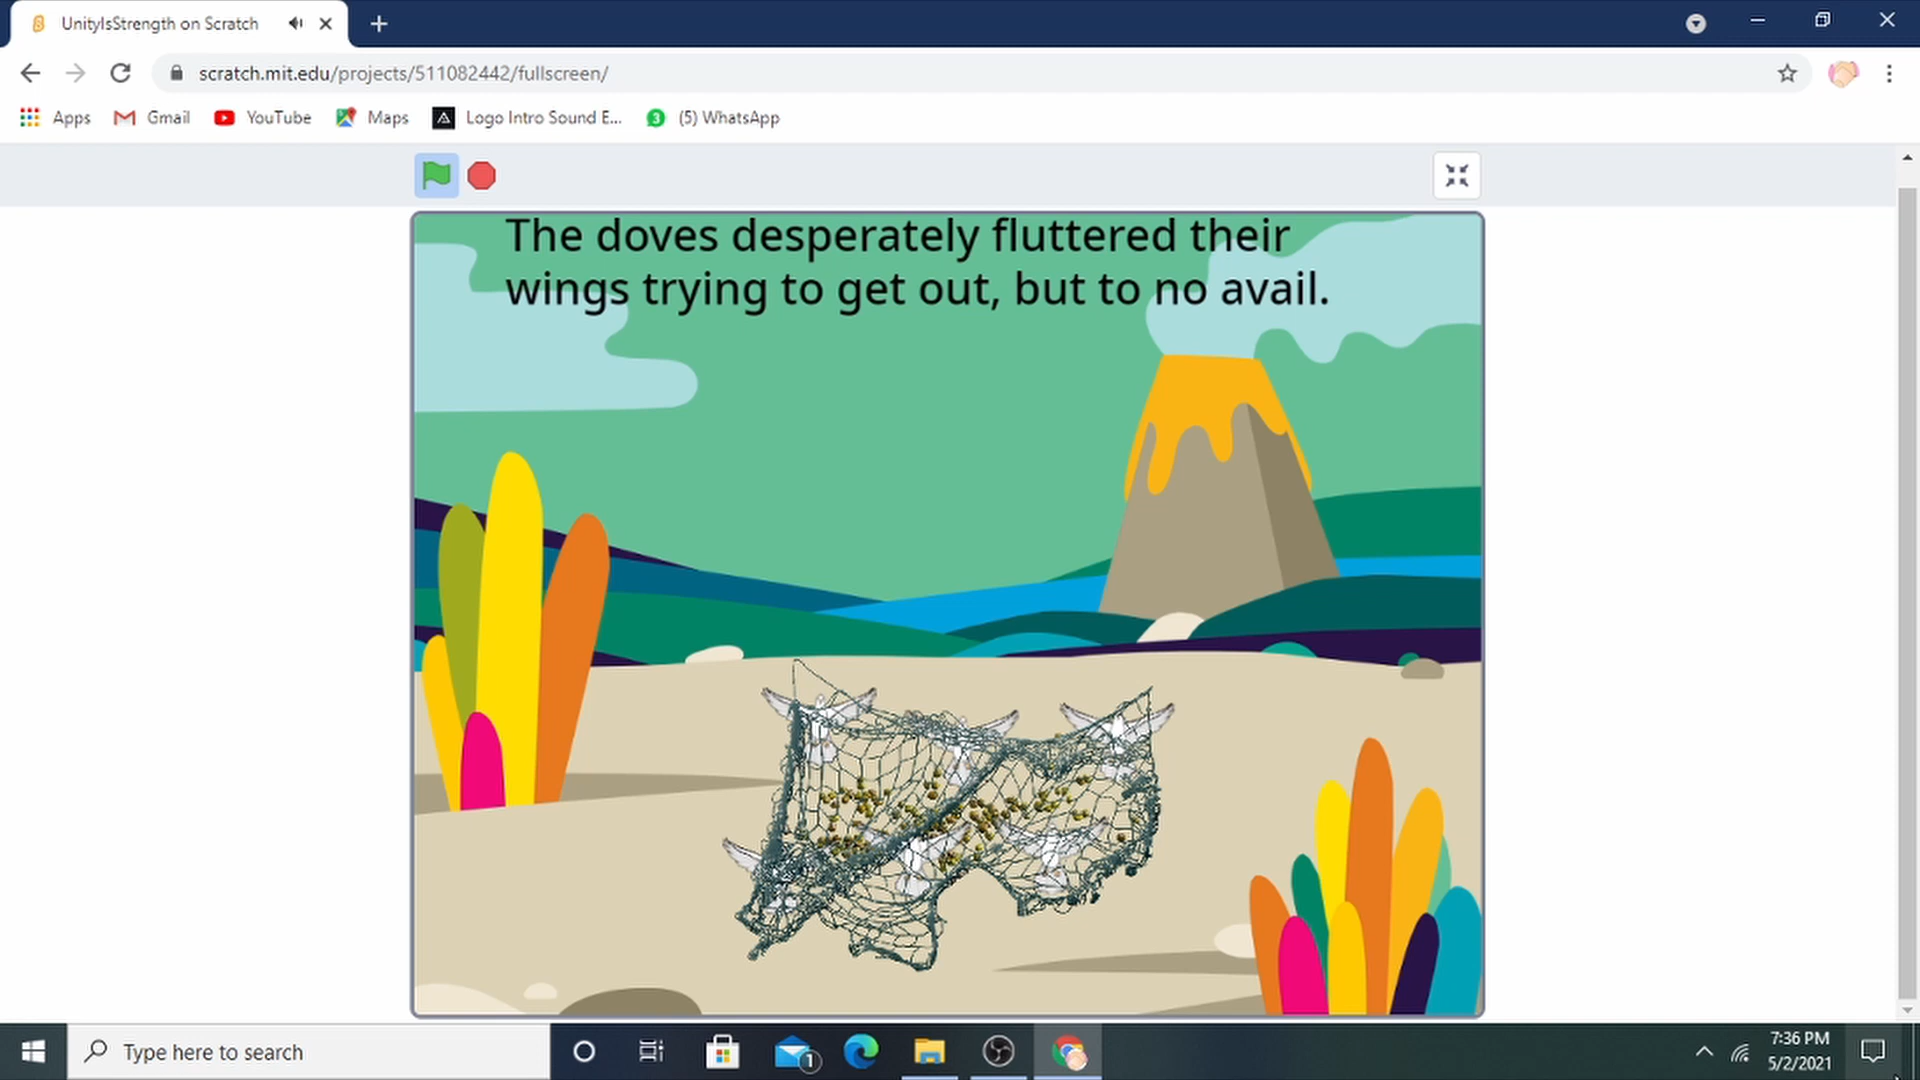 UnityIsStrength on Scratch
scratch.mit.edu/projects/511082442/fullscreen/
Apps Gmail YouTube Maps Logo Intro Sound E... 3 (5) WhatsApp
The doves desperately fluttered their
wings trying to get out, but to no avail.
Type here to search
1
7:36 PM
5/2/2021